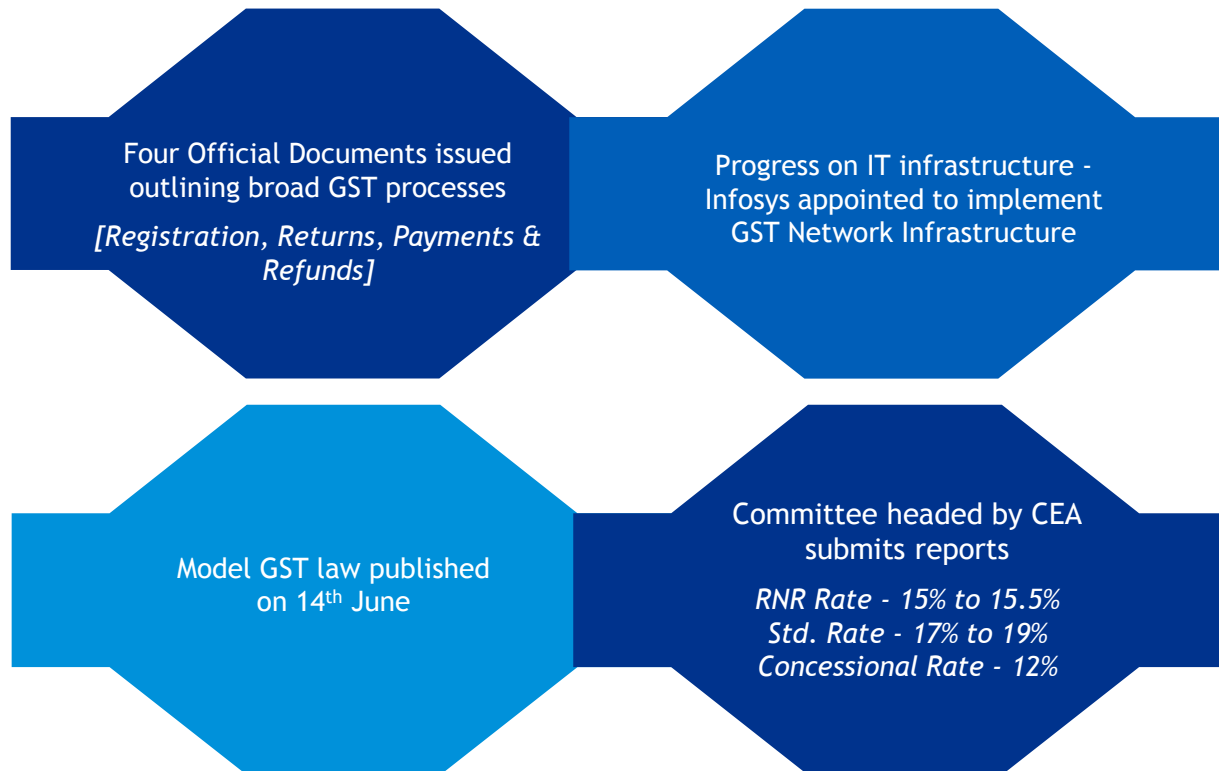 Four Official Documents issued
outlining broad GST processes
[Registration, Returns, Payments &
Refunds]
Progress on IT infrastructure -
Infosys appointed to implement
GST Network Infrastructure
Model GST law published
on 14th June
Committee headed by CEA
submits reports
RNR Rate - 15% to 15.5%
Std. Rate - 17% to 19%
Concessional Rate - 12%